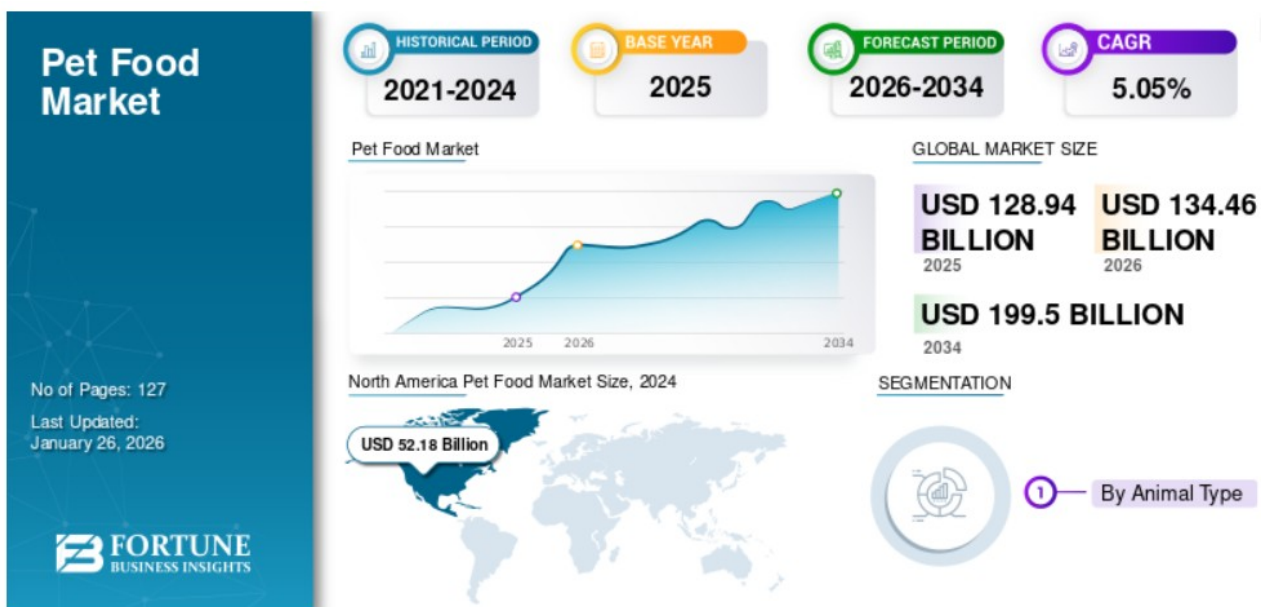 Pet Food
Market
No of Pages: 127
Last Updated:
January 26, 2026
FORTUNE
BUSINESS INSIGHTS
HISTORICAL PERIOD
2021-2024
BASE YEAR
2025
FORECAST PERIOD
2026-2034
CAGR
5.05%
Pet Food Market
2025
2026
2034
GLOBAL MARKET SIZE
USD 128.94
BILLION
2025
USD 134.46
BILLION
2026
USD 199.5 BILLION
2034
North America Pet Food Market Size, 2024
USD 52.18 Billion
SEGMENTATION
1
By Animal Type